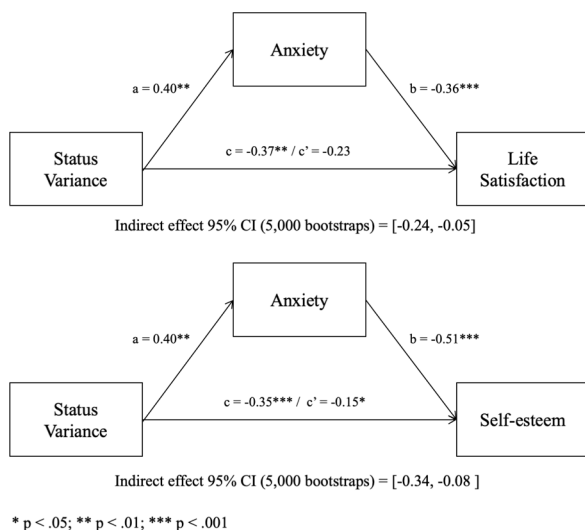 Anxiety
a = 0.40**
b = -0.36***
Status
Variance
c = -0.37** / c’ = -0.23
Life
Satisfaction
Indirect effect 95% CI (5,000 bootstraps) = [-0.24, -0.05]
Anxiety
a = 0.40**
b = -0.51***
Status
Variance
c = -0.35*** / c’ = -0.15*
Self-esteem
Indirect effect 95% CI (5,000 bootstraps) = [-0.34, -0.08 ]
* p < .05; ** p < .01; *** p < .001